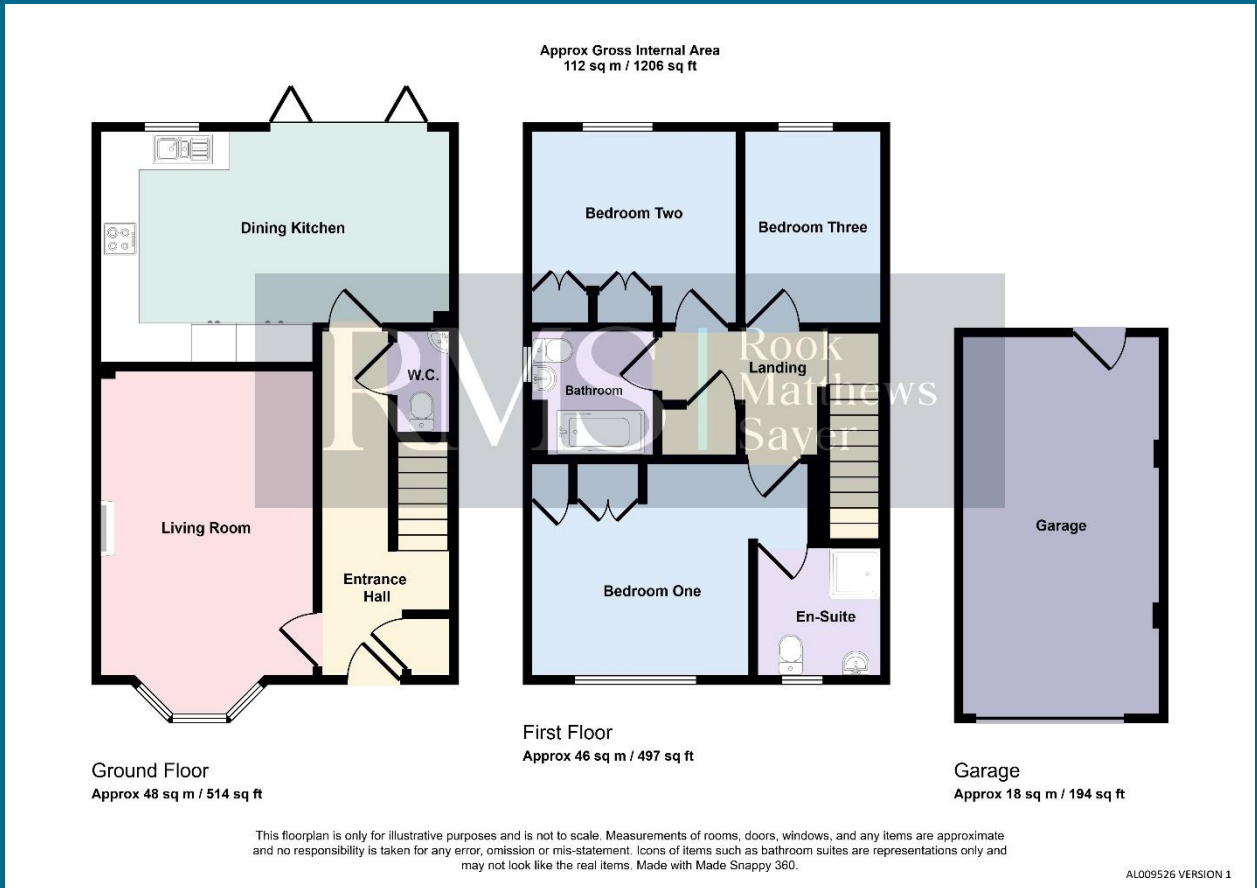 Approx Gross Internal Area
112 sq m / 1206 sq ft
Dining Kitchen
W.C.
Living Room
Entrance
Hall
Ground Floor
Approx 48 sq m / 514 sq ft
Bedroom Two
Bedroom Three
Bathroom
Landing
Bedroom One
En-Suite
First Floor
Approx 46 sq m / 497 sq ft
Garage
Garage
Approx 18 sq m / 194 sq ft
RMS
Rook
Matthews
Sayer
This floorplan is only for illustrative purposes and is not to scale. Measurements of rooms, doors, windows, and any items are approximate
and no responsibility is taken for any error, omission or mis-statement. Icons of items such as bathroom suites are representations only and
may not look like the real items. Made with Made Snappy 360.
AL009526 VERSION 1